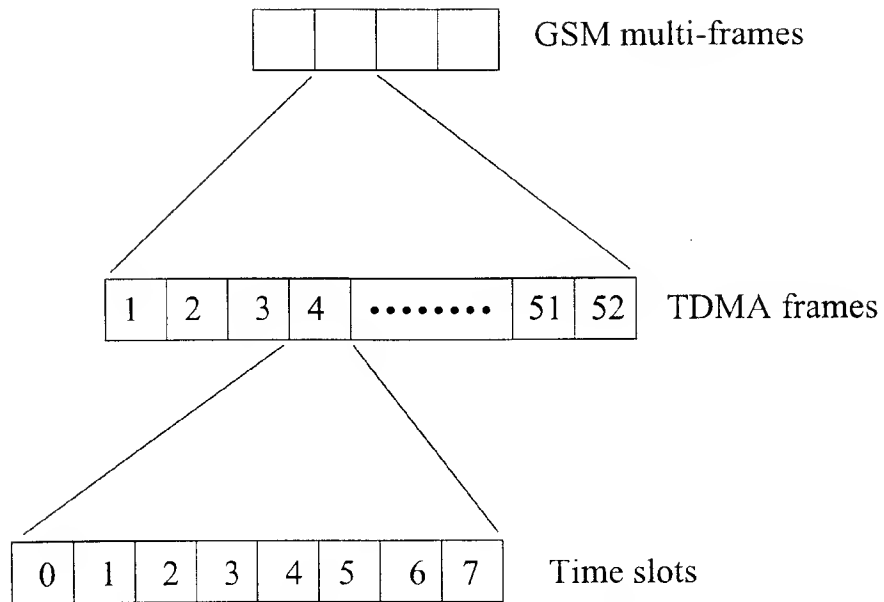 GSM multi-frames
1 2 3 4 ........ 51 52 TDMA frames
0 1 2 3 4 5 6 7 Time slots